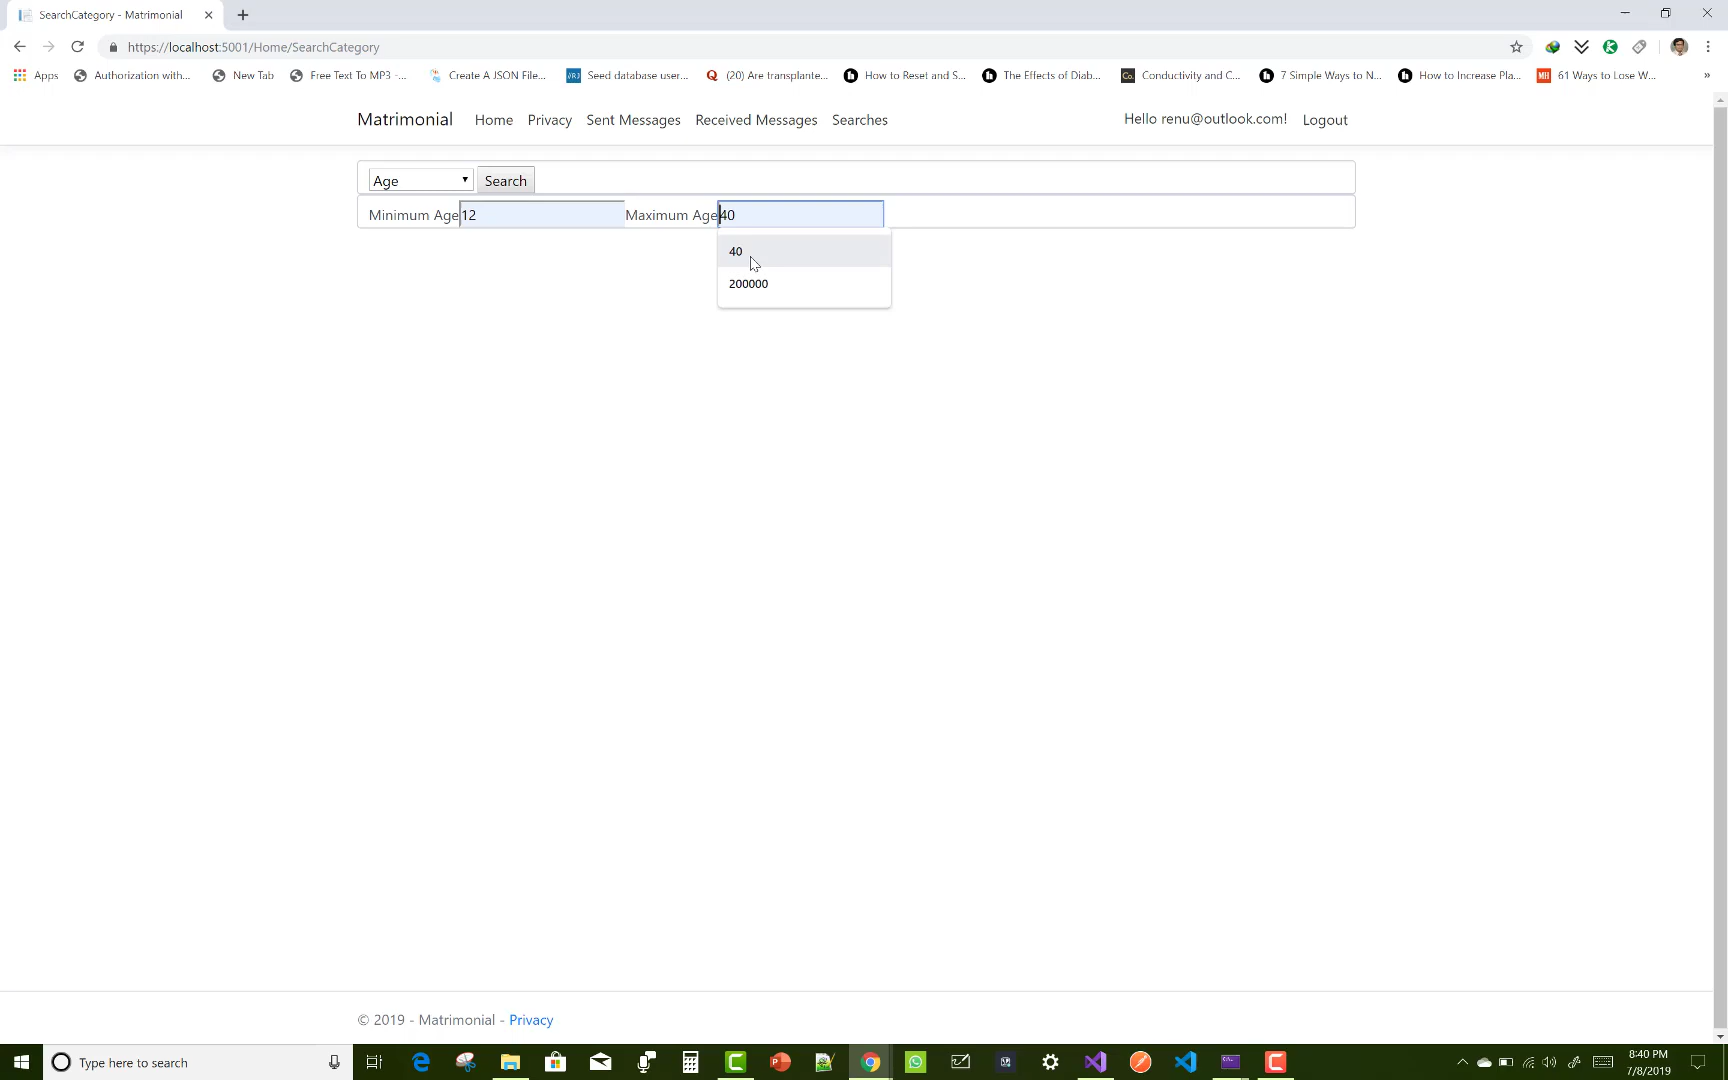 SearchCategory - Matrimonial
https://localhost:5001/Home/SearchCategory
Apps Authorization with... New Tab Free Text To MP3 -... Create A JSON File... Seed database user... (20) Are transplante... How to Reset and S... The Effects of Diab... Conductivity and C... 7 Simple Ways to N... How to Increase Pla... 61 Ways to Lose W...
Matrimonial Home Privacy Sent Messages Received Messages Searches Hello renu@outlook.com! Logout
Age Search
Minimum Age 12 Maximum Age 40
40
200000
© 2019 - Matrimonial - Privacy
Type here to search
8:40 PM
7/8/2019